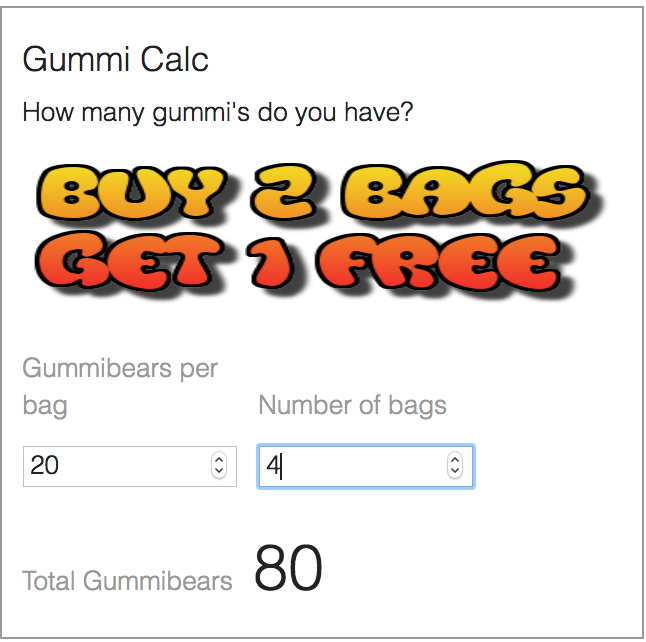 Gummi Calc
How many gummi's do you have?
BUY 2 BAGS
GET 1 FREE
Gummibears per
bag
Number of bags
20
4
Total Gummibears 80